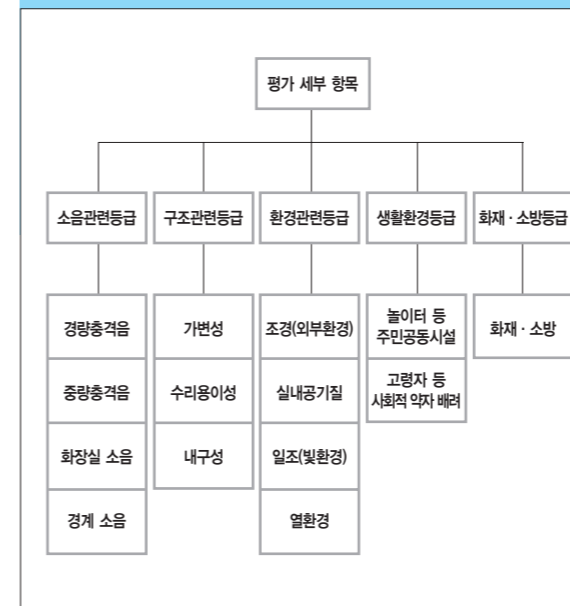 평가 세부 항목
소음관련등급
구조관련등급
환경관련등급
생활환경등급
화재 · 소방등급
경량충격음
중량충격음
화장실 소음
경계 소음
가변성
수리용이성
내구성
조경(외부환경)
실내공기질
일조(빛환경)
열환경
놀이터 등
주민공동시설
고령자 등
사회적 약자 배려
화재 · 소방